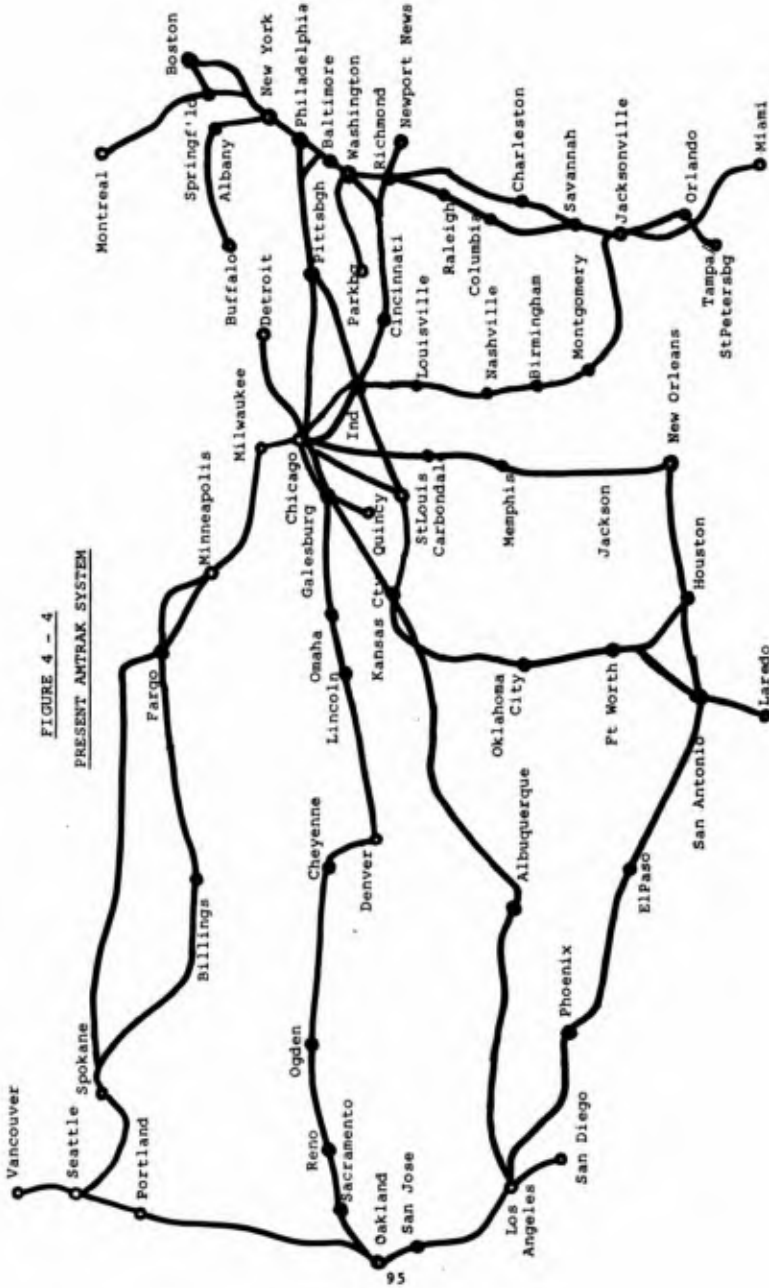 FIGURE 4 - 4
PRESENT AMTRAK SYSTEM
Vancouver
Seattle
Spokane
Portland
Billings
Fargo
Minneapolis
Milwaukee
Detroit
Buffalo
Albany
Springf'ld
Montreal
Boston
New York
Philadelphia
Baltimore
Washington
Richmond
Newport News
Pittsbgh
Parkbg
Cincinnati
Chicago
Ind
Galesburg
Quincy
Omaha
Lincoln
Cheyenne
Denver
Ogden
Reno
Sacramento
Oakland
San Jose
Los
Angeles
San Diego
Phoenix
Albuquerque
ElPaso
Kansas Cty
StLouis
Carbondal
Memphis
Jackson
New Orleans
Louisville
Nashville
Birmingham
Montgomery
Raleigh
Columbia
Charleston
Savannah
Jacksonville
Orlando
Tampa
StPetersbg
Miami
Oklahoma
City
Ft Worth
Houston
San Antonio
Laredo
95